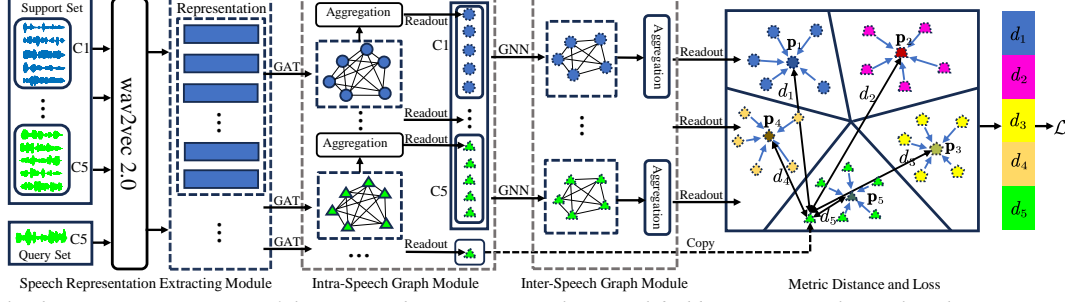 Support Set
C1
C5
C5
Query Set
wav2vec 2.0
Representation
GAT
GAT
GAT
Aggregation
Readout
C1
Readout
Aggregation
Readout
C5
Readout
GNN
GNN
Aggregation
Aggregation
Readout
Readout
Readout
Copy
p1
p2
p3
p4
p5
d1
d2
d3
d4
d5
d1
d2
d3
d4
d5
ℒ
Speech Representation Extracting Module
Intra-Speech Graph Module
Inter-Speech Graph Module
Metric Distance and Loss